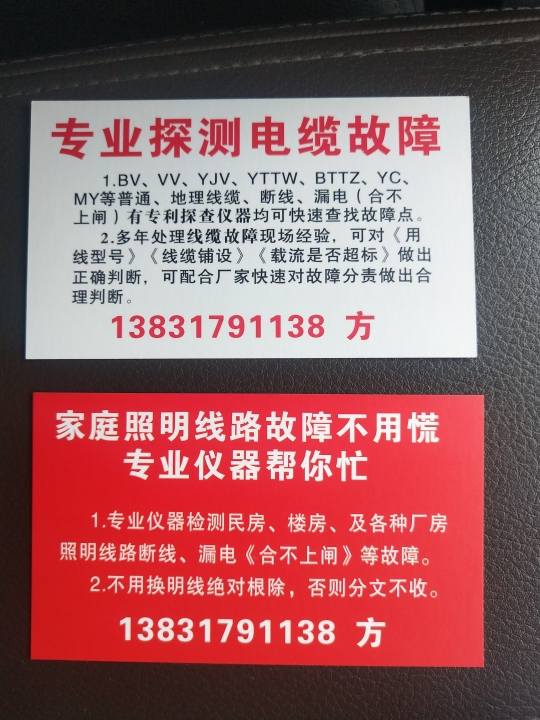 专业探测电缆故障
1.BV、VV、YJV、YTTW、BTTZ、YC、
MY等普通、地理线缆、断线、漏电（合不
上闸）有专利探查仪器均可快速查找故障点。
2.多年处理线缆故障现场经验，可对《用
线型号》《线缆铺设》《载流是否超标》做出
正确判断，可配合厂家快速对故障分责做出合
理判断。
13831791138 方
家庭照明线路故障不用慌
专业仪器帮你忙
1.专业仪器检测民房、楼房、及各种厂房
照明线路断线、漏电《合不上闸》等故障。
2.不用换明线绝对根除，否则分文不收。
13831791138 方